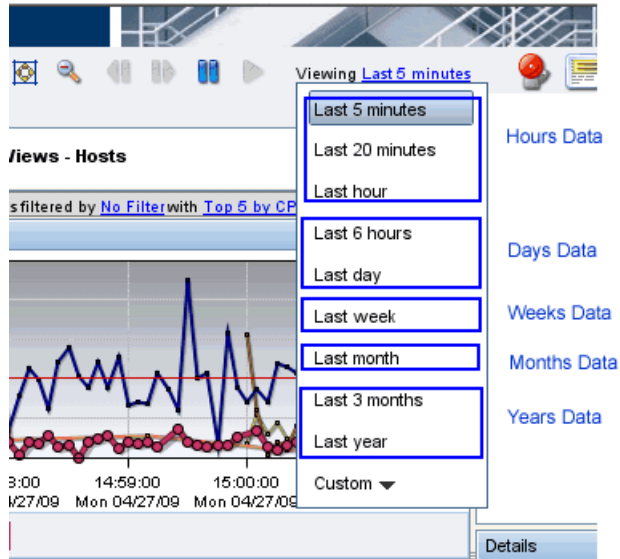 Viewing Last 5 minutes
Last 5 minutes
Last 20 minutes
Last hour
Last 6 hours
Last day
Last week
Last month
Last 3 months
Last year
Custom
Hours Data
Days Data
Weeks Data
Months Data
Years Data
Views - Hosts
s filtered by No Filter with Top 5 by CP
3:00 14:59:00 15:00:00
/27/09 Mon 04/27/09 Mon 04/27/09
Details